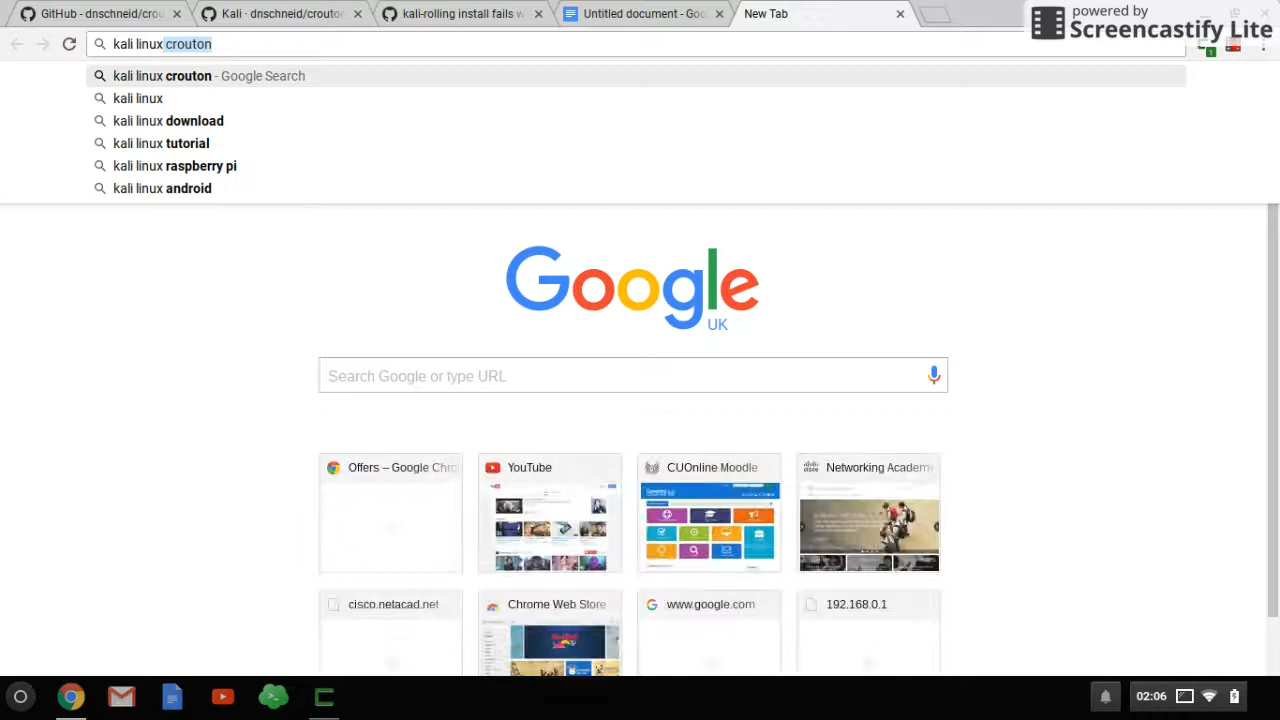 GitHub - dnschneid/crou
Kali - dnschneid/crouton
kali-rolling install fails w
Untitled document - Goo
New Tab
powered by
Screencastify Lite
kali linux crouton
kali linux crouton - Google Search
kali linux
kali linux download
kali linux tutorial
kali linux raspberry pi
kali linux android
Google
UK
Search Google or type URL
Offers – Google Chro
YouTube
CUOnline Moodle
Networking Academ
cisco.netacad.net
Chrome Web Store
www.google.com
192.168.0.1
02:06